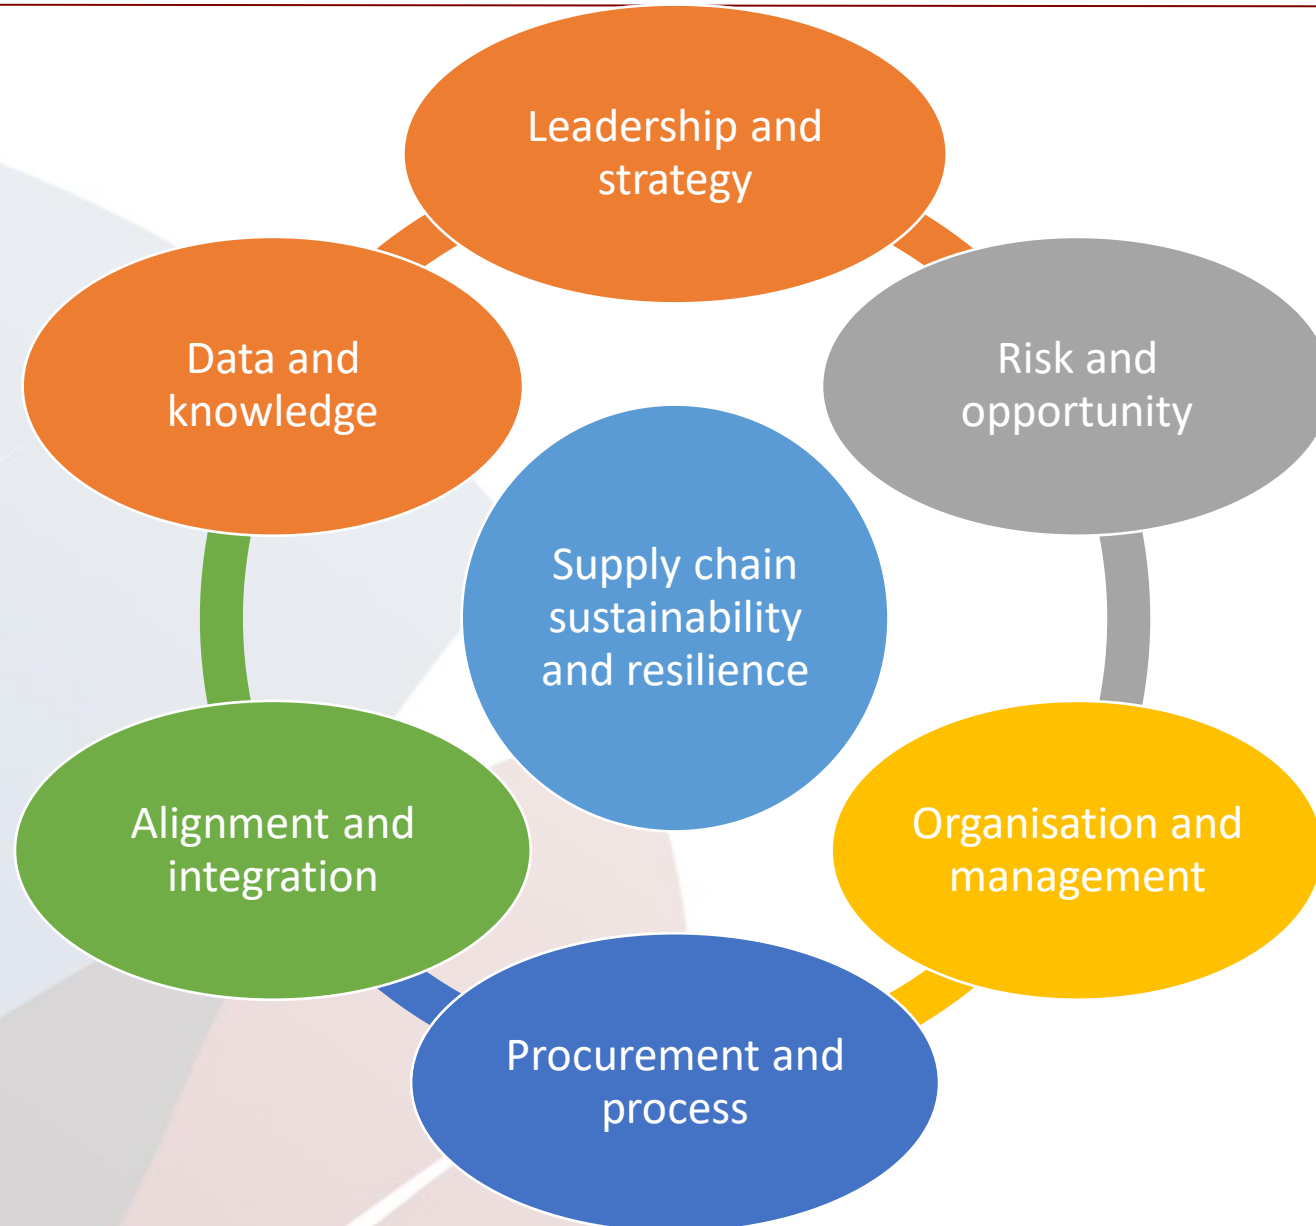 Leadership and
strategy
Risk and
opportunity
Organisation and
management
Procurement and
process
Alignment and
integration
Data and
knowledge
Supply chain
sustainability
and resilience